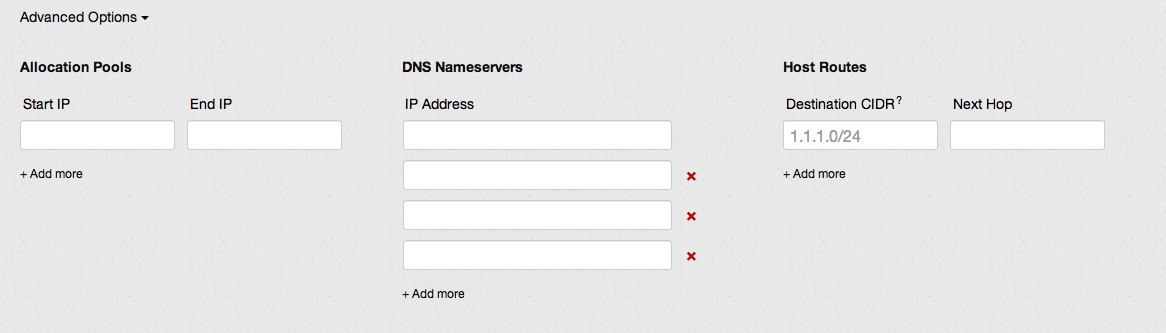 Advanced Options
Allocation Pools
Start IP End IP
+ Add more
DNS Nameservers
IP Address
+ Add more
Host Routes
Destination CIDR? Next Hop
1.1.1.0/24
+ Add more